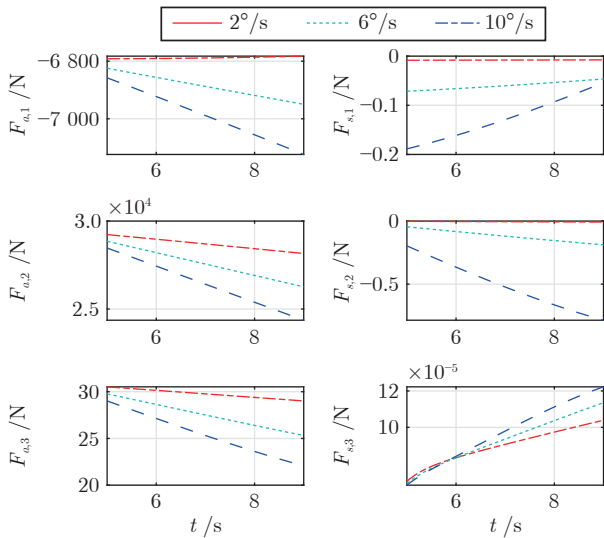 2°/s 6°/s 10°/s
F_{a,1} /N
−6 800
−7 000
6 8
F_{s,1} /N
0
−0.1
−0.2
6 8
×10^4
F_{a,2} /N
3.0
2.5
6 8
F_{s,2} /N
0
−0.5
6 8
F_{a,3} /N
30
25
20
6 8
t /s
×10^{−5}
F_{s,3} /N
12
10
6 8
t /s